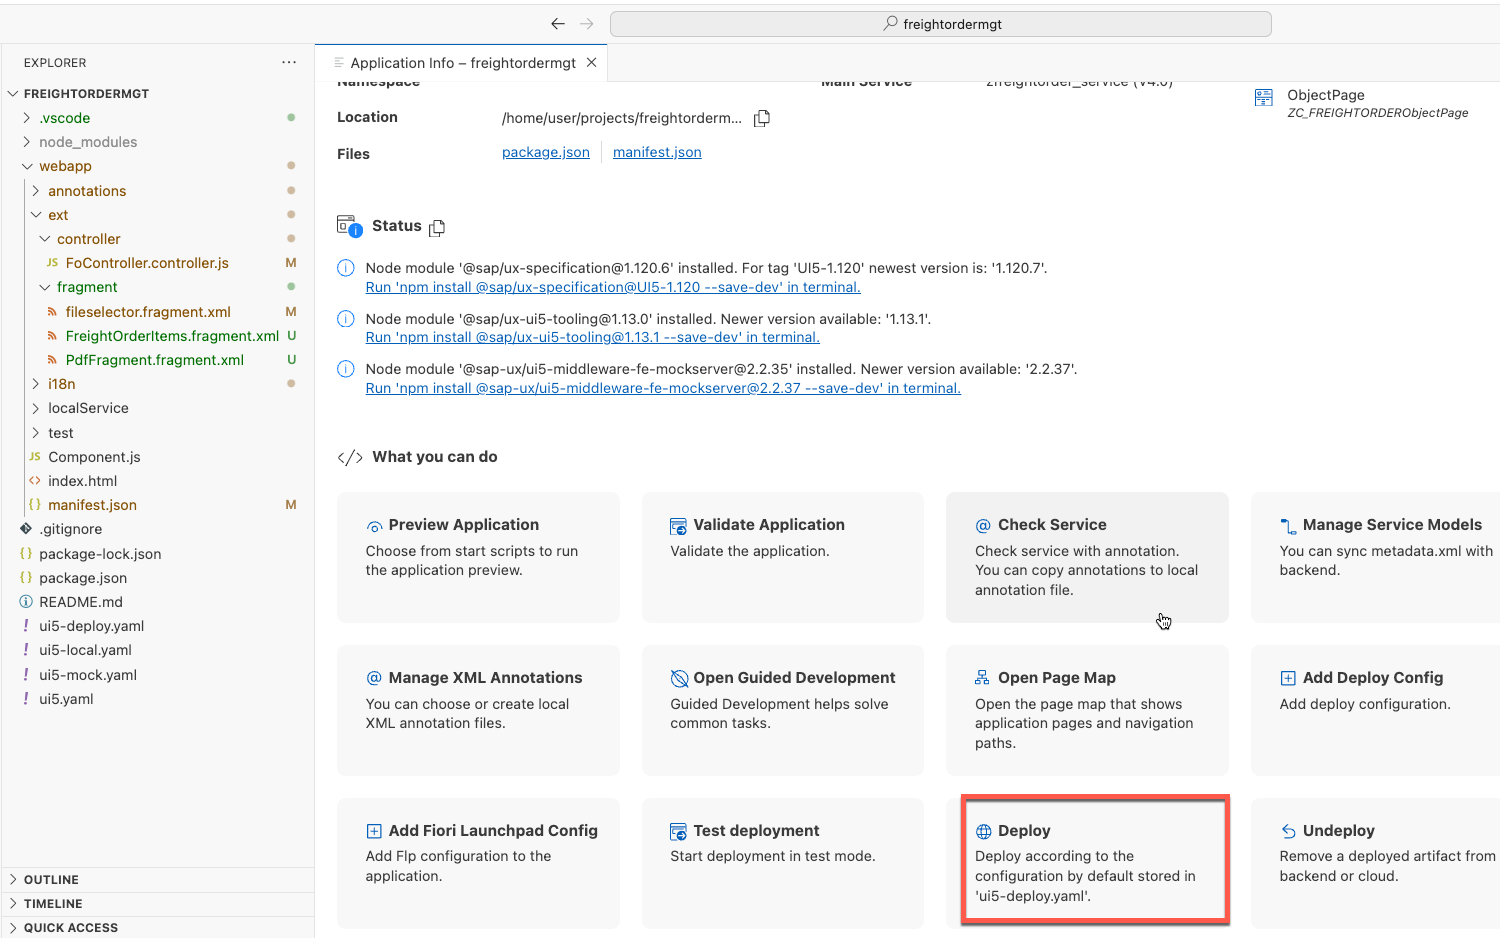 freightordermgt
EXPLORER
FREIGHTORDERMGT
.vscode
node_modules
webapp
annotations
ext
controller
JS FoController.controller.js M
fragment
fileselector.fragment.xml M
FreightOrderItems.fragment.xml U
PdfFragment.fragment.xml U
i18n
localService
test
JS Component.js
<> index.html
{} manifest.json M
.gitignore
{} package-lock.json
{} package.json
README.md
! ui5-deploy.yaml
! ui5-local.yaml
! ui5-mock.yaml
! ui5.yaml
OUTLINE
TIMELINE
QUICK ACCESS
Application Info – freightordermgt
Namespace
Main Service
zfreightorder_service (V4.0)
Location
/home/user/projects/freightorderm...
Files
package.json
manifest.json
ObjectPage
ZC_FREIGHTORDERObjectPage
Status
Node module '@sap/ux-specification@1.120.6' installed. For tag 'UI5-1.120' newest version is: '1.120.7'.
Run 'npm install @sap/ux-specification@UI5-1.120 --save-dev' in terminal.
Node module '@sap/ux-ui5-tooling@1.13.0' installed. Newer version available: '1.13.1'.
Run 'npm install @sap/ux-ui5-tooling@1.13.1 --save-dev' in terminal.
Node module '@sap-ux/ui5-middleware-fe-mockserver@2.2.35' installed. Newer version available: '2.2.37'.
Run 'npm install @sap-ux/ui5-middleware-fe-mockserver@2.2.37 --save-dev' in terminal.
</> What you can do
Preview Application
Choose from start scripts to run
the application preview.
Validate Application
Validate the application.
@ Check Service
Check service with annotation.
You can copy annotations to local
annotation file.
Manage Service Models
You can sync metadata.xml with
backend.
@ Manage XML Annotations
You can choose or create local
XML annotation files.
Open Guided Development
Guided Development helps solve
common tasks.
Open Page Map
Open the page map that shows
application pages and navigation
paths.
Add Deploy Config
Add deploy configuration.
Add Fiori Launchpad Config
Add Flp configuration to the
application.
Test deployment
Start deployment in test mode.
Deploy
Deploy according to the
configuration by default stored in
'ui5-deploy.yaml'.
Undeploy
Remove a deployed artifact from
backend or cloud.